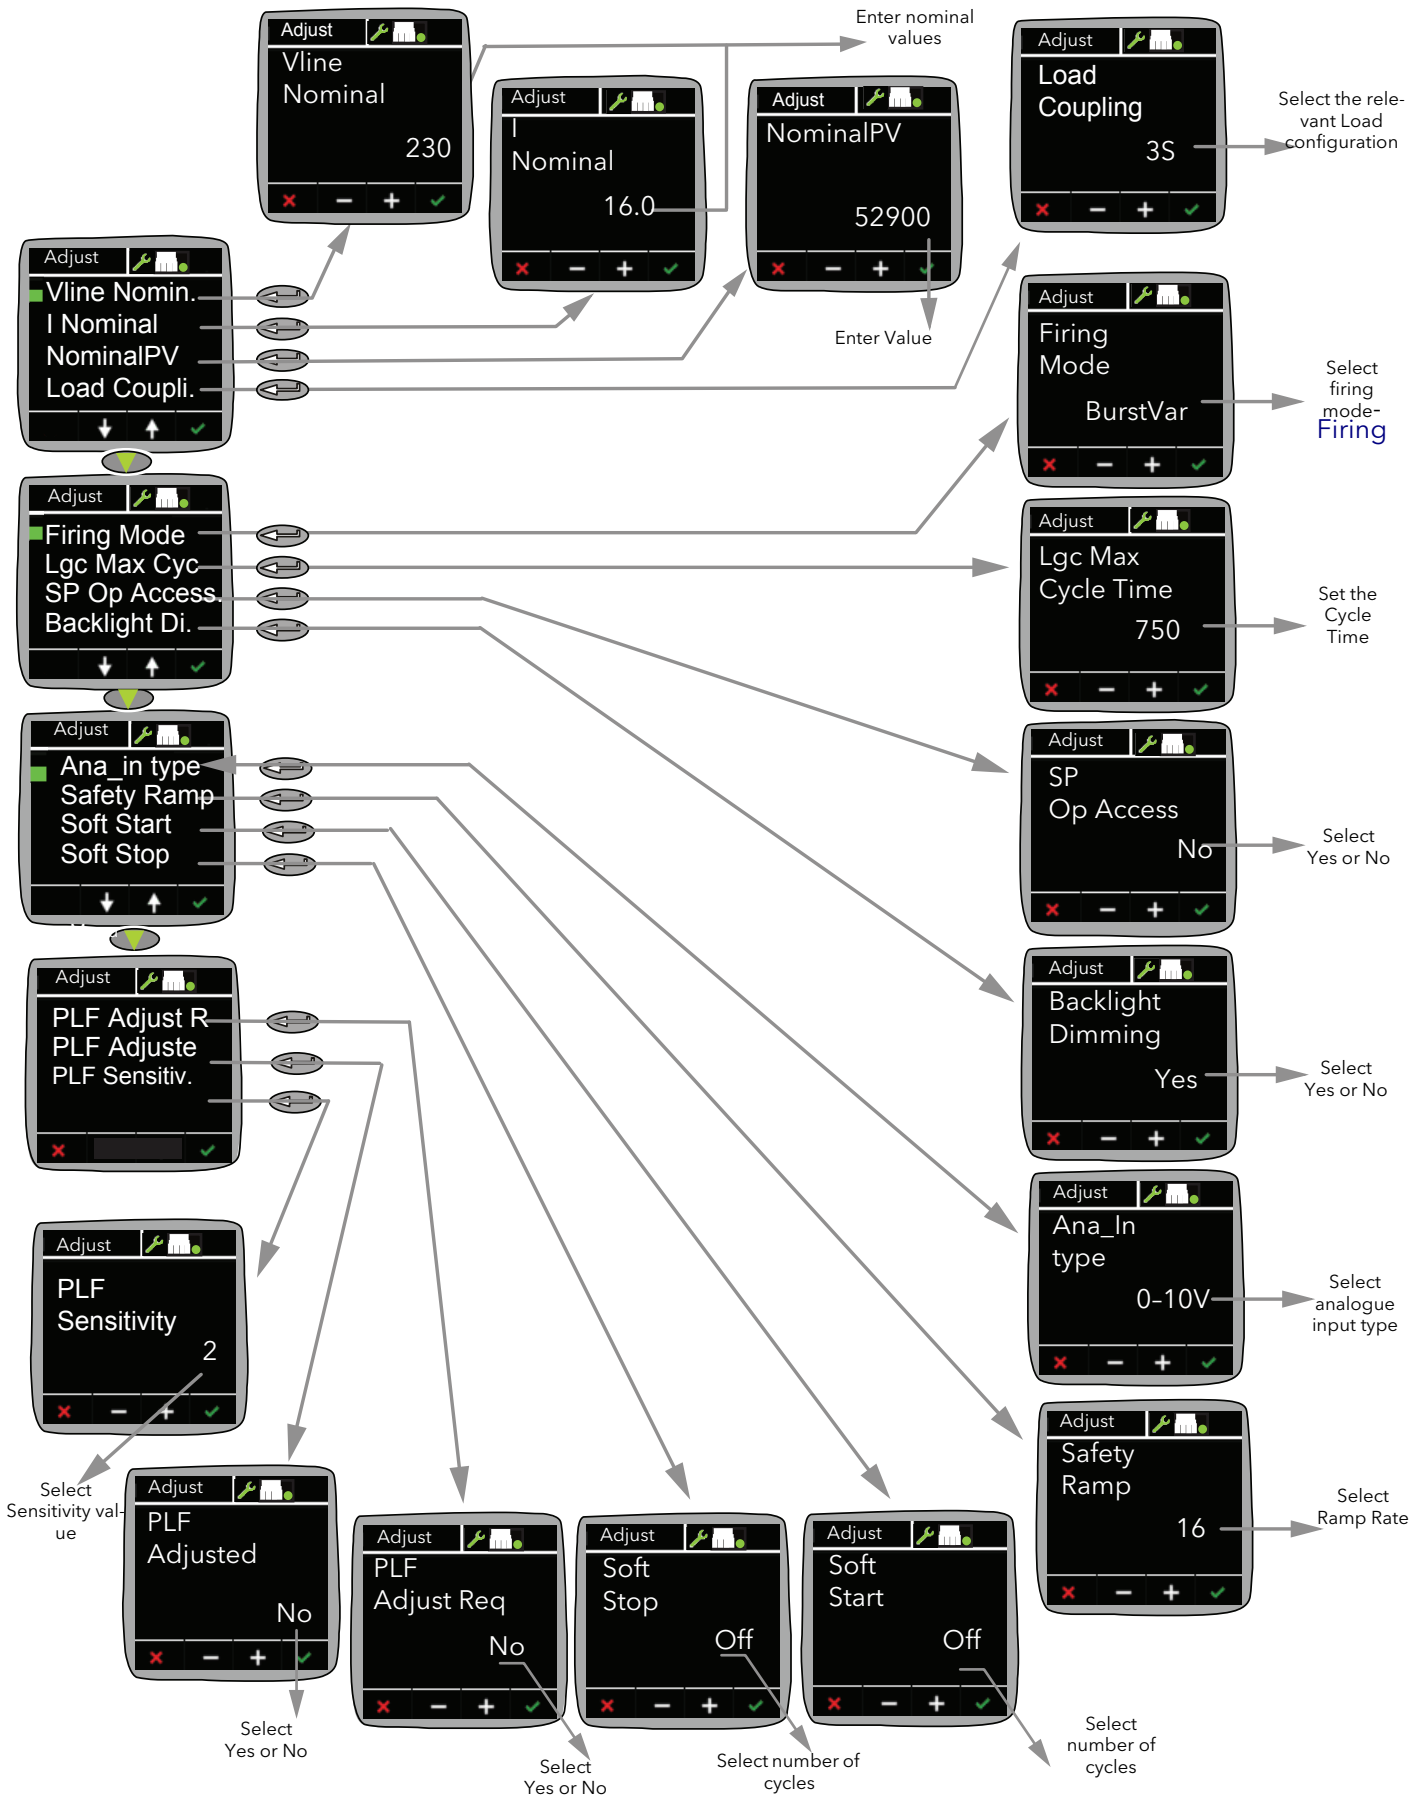 Adjust
Vline
Nominal
230
Enter nominal
values
Adjust
I
Nominal
16.0
Adjust
NominalPV
52900
Enter Value
Adjust
Load
Coupling
3S
Select the rele-
vant Load
configuration
Adjust
Vline Nomin.
I Nominal
NominalPV
Load Coupli.
Adjust
Firing
Mode
BurstVar
Select
firing
mode-
Firing
Adjust
Firing Mode
Lgc Max Cyc
SP Op Access.
Backlight Di.
Adjust
Lgc Max
Cycle Time
750
Set the
Cycle
Time
Adjust
Ana_in type
Safety Ramp
Soft Start
Soft Stop
Adjust
SP
Op Access
No
Select
Yes or No
Adjust
PLF Adjust R
PLF Adjuste
PLF Sensitiv.
Adjust
Backlight
Dimming
Yes
Select
Yes or No
Adjust
Ana_In
type
0-10V
Select
analogue
input type
Adjust
PLF
Sensitivity
2
Select
Sensitivity val-
ue
Adjust
Safety
Ramp
16
Select
Ramp Rate
Adjust
PLF
Adjusted
No
Select
Yes or No
Adjust
PLF
Adjust Req
No
Select
Yes or No
Adjust
Soft
Stop
Off
Select number of
cycles
Adjust
Soft
Start
Off
Select
number of
cycles